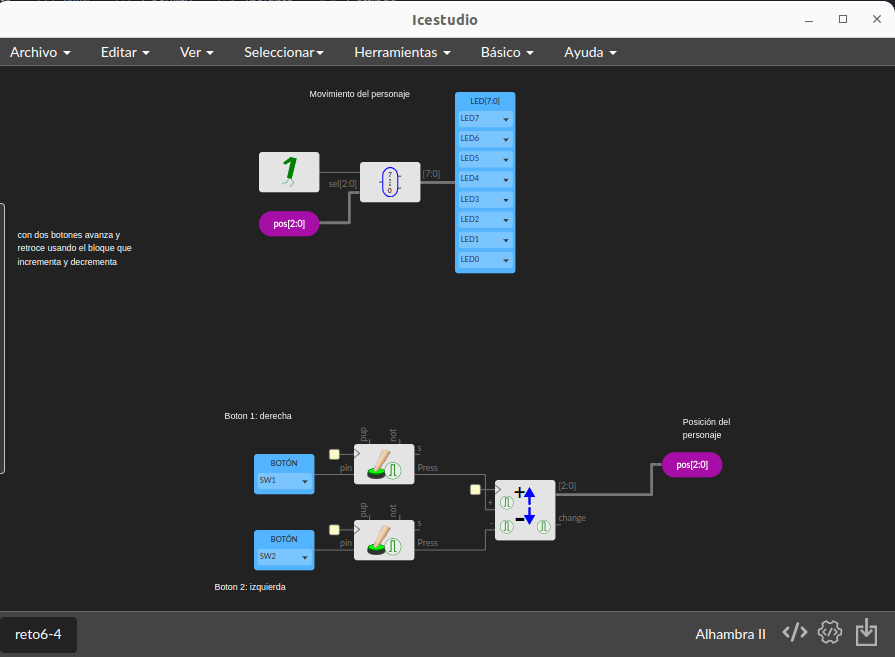 Icestudio
Archivo Editar Ver Seleccionar Herramientas Básico Ayuda
Movimiento del personaje
LED[7:0]
LED7
LED6
LED5
LED4
LED3
LED2
LED1
LED0
1
sel[2:0]
7
0
[7:0]
pos[2:0]
con dos botones avanza y
retroce usando el bloque que
incrementa y decrementa
Boton 1: derecha
Posición del
personaje
pup not
s
BOTÓN
SW1
pin
Press
pos[2:0]
+
-
[2:0]
change
pup not
s
BOTÓN
SW2
pin
Press
Boton 2: izquierda
reto6-4
Alhambra II